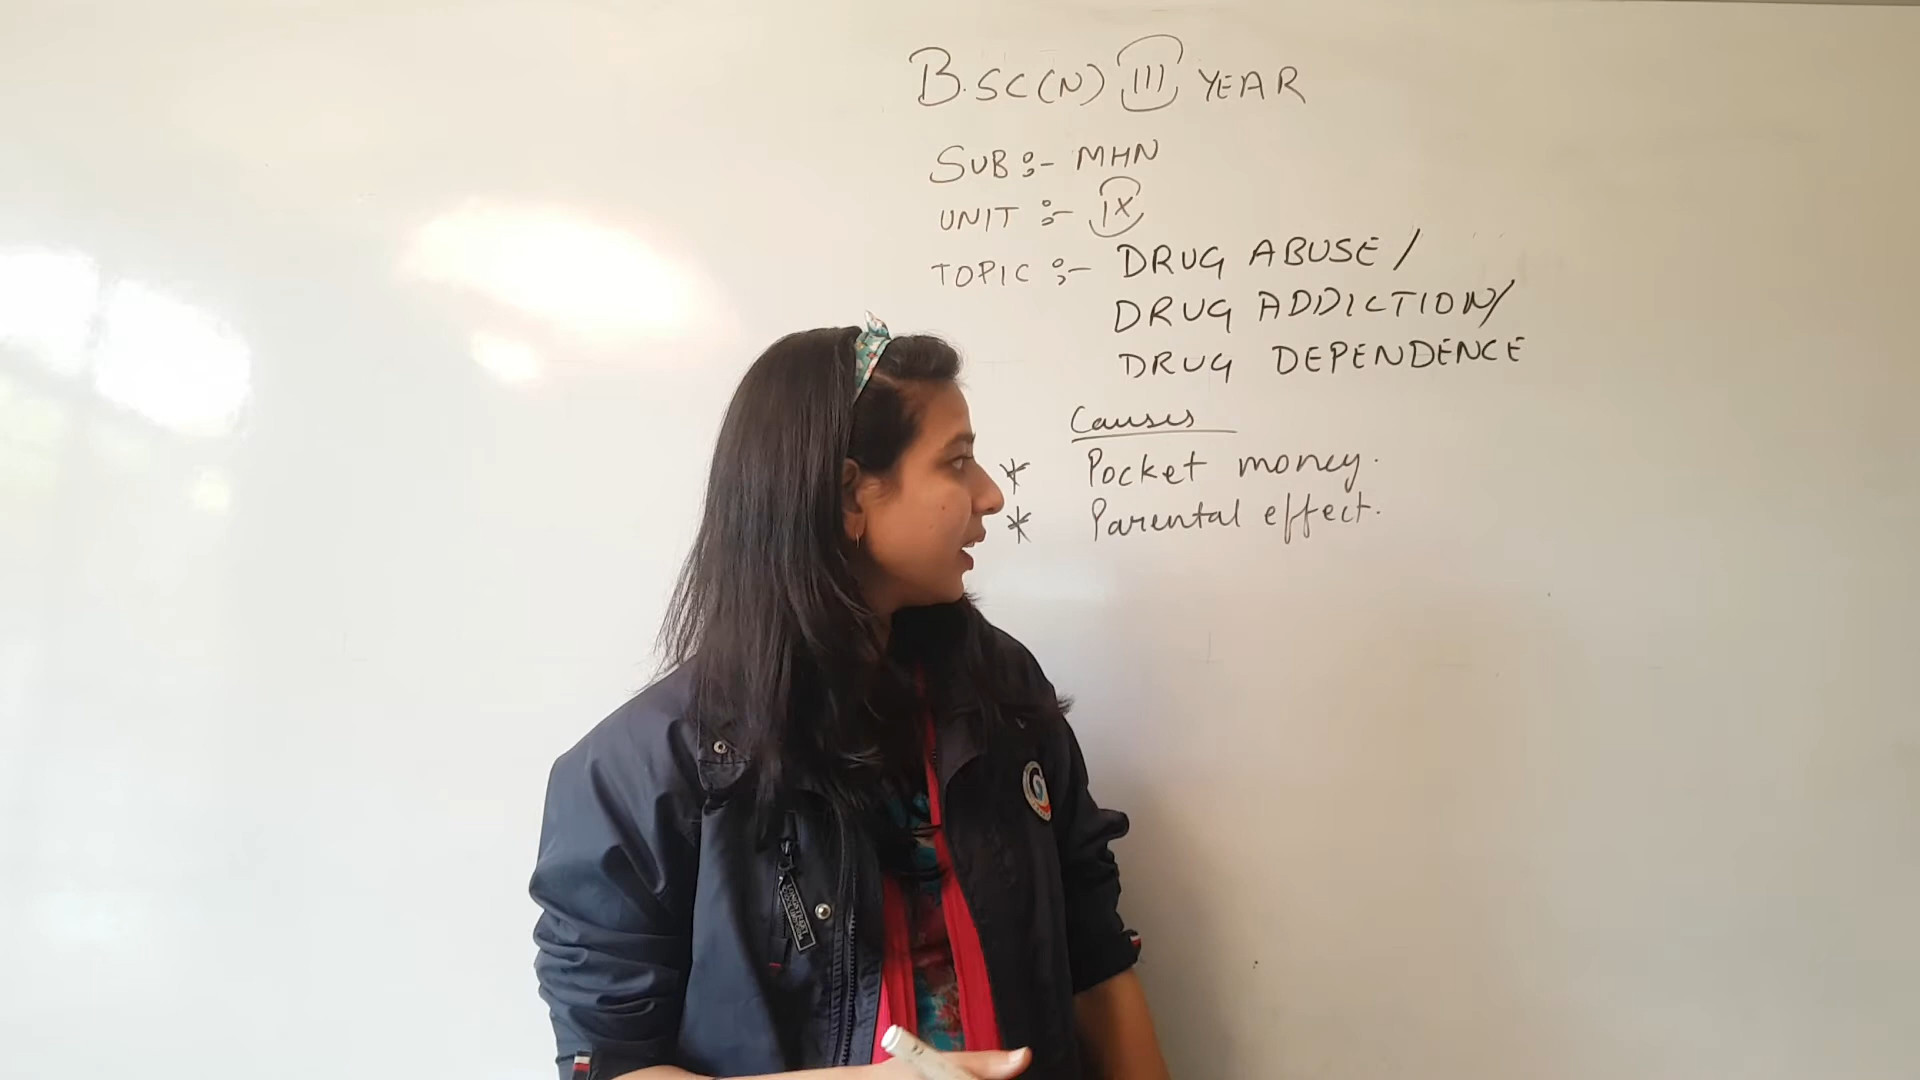 B.SC(N) III YEAR
SUB :- MHN
UNIT :- IX
TOPIC :- DRUG ABUSE /
DRUG ADDICTION/
DRUG DEPENDENCE
Causes
* Pocket money.
* Parental effect.